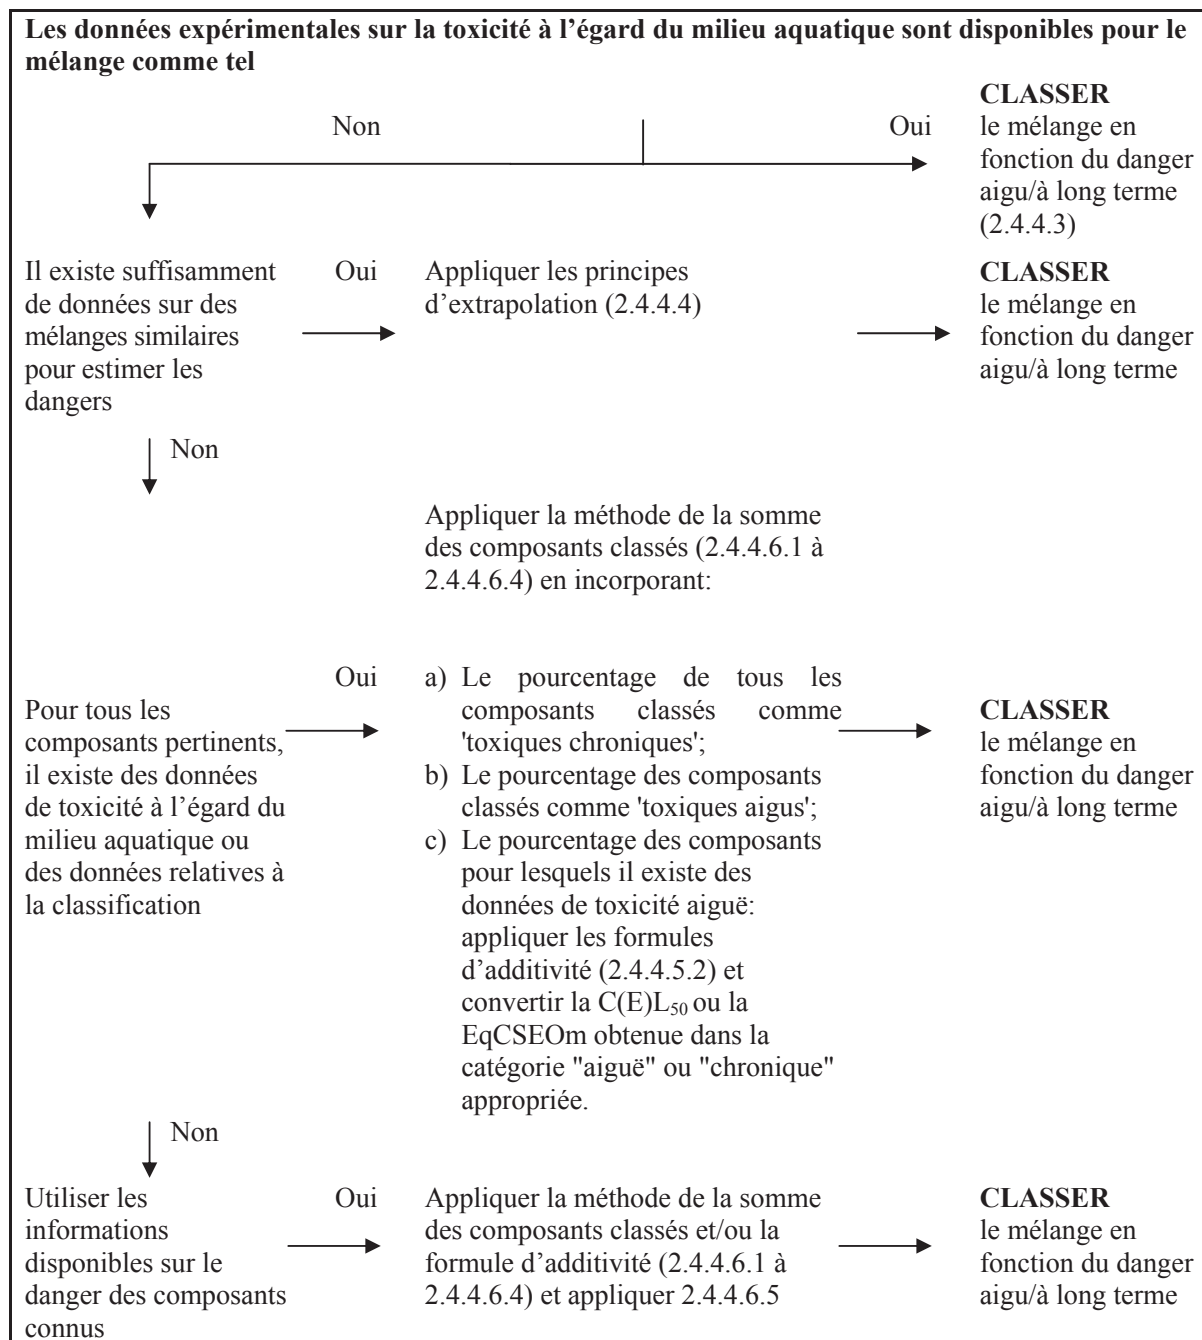 Les données expérimentales sur la toxicité à l'égard du milieu aquatique sont disponibles pour le
mélange comme tel
Non
Oui
CLASSER
le mélange en
fonction du danger
aigu/à long terme
(2.4.4.3)
Il existe suffisamment
de données sur des
mélanges similaires
pour estimer les
dangers
Oui
Appliquer les principes
d'extrapolation (2.4.4.4)
CLASSER
le mélange en
fonction du danger
aigu/à long terme
Non
Appliquer la méthode de la somme
des composants classés (2.4.4.6.1 à
2.4.4.6.4) en incorporant:
Pour tous les
composants pertinents,
il existe des données
de toxicité à l'égard du
milieu aquatique ou
des données relatives à
la classification
Oui
a) Le pourcentage de tous les
composants classés comme
'toxiques chroniques';
b) Le pourcentage des composants
classés comme 'toxiques aigus';
c) Le pourcentage des composants
pour lesquels il existe des
données de toxicité aiguë:
appliquer les formules
d'additivité (2.4.4.5.2) et
convertir la C(E)L50 ou la
EqCSEOm obtenue dans la
catégorie "aiguë" ou "chronique"
appropriée.
CLASSER
le mélange en
fonction du danger
aigu/à long terme
Non
Utiliser les
informations
disponibles sur le
danger des composants
connus
Oui
Appliquer la méthode de la somme
des composants classés et/ou la
formule d'additivité (2.4.4.6.1 à
2.4.4.6.4) et appliquer 2.4.4.6.5
CLASSER
le mélange en
fonction du danger
aigu/à long terme